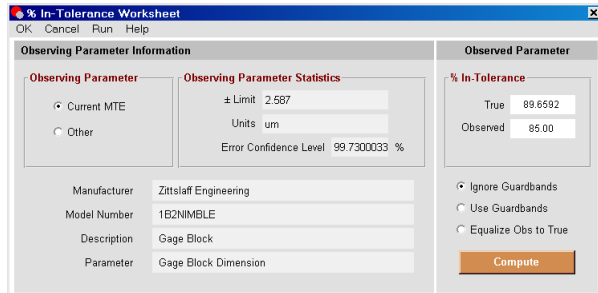 % In-Tolerance Worksheet
OK Cancel Run Help
Observing Parameter Information
Observing Parameter
Current MTE
Other
Observing Parameter Statistics
± Limit 2.587
Units um
Error Confidence Level 99.7300033 %
Manufacturer Zittslaff Engineering
Model Number 1B2NIMBLE
Description Gage Block
Parameter Gage Block Dimension
Observed Parameter
% In-Tolerance
True 89.6592
Observed 85.00
Ignore Guardbands
Use Guardbands
Equalize Obs to True
Compute